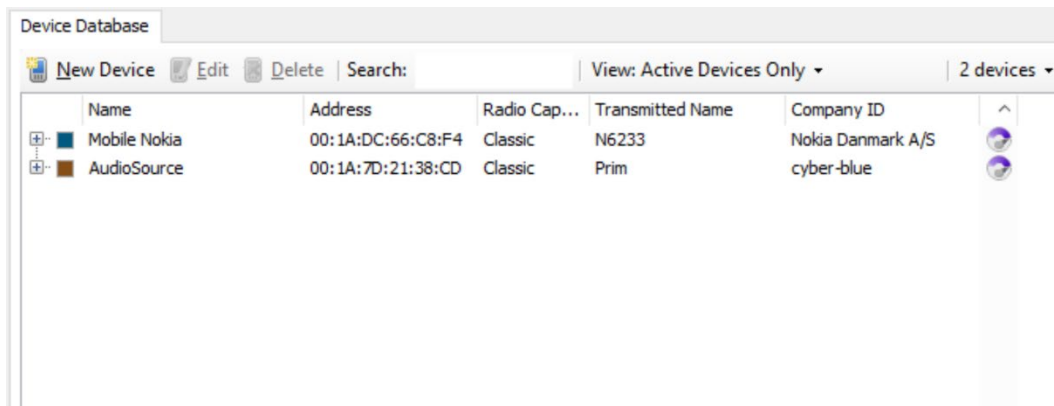 Device Database
New Device Edit Delete Search: View: Active Devices Only 2 devices
Name Address Radio Cap... Transmitted Name Company ID
Mobile Nokia 00:1A:DC:66:C8:F4 Classic N6233 Nokia Danmark A/S
AudioSource 00:1A:7D:21:38:CD Classic Prim cyber-blue